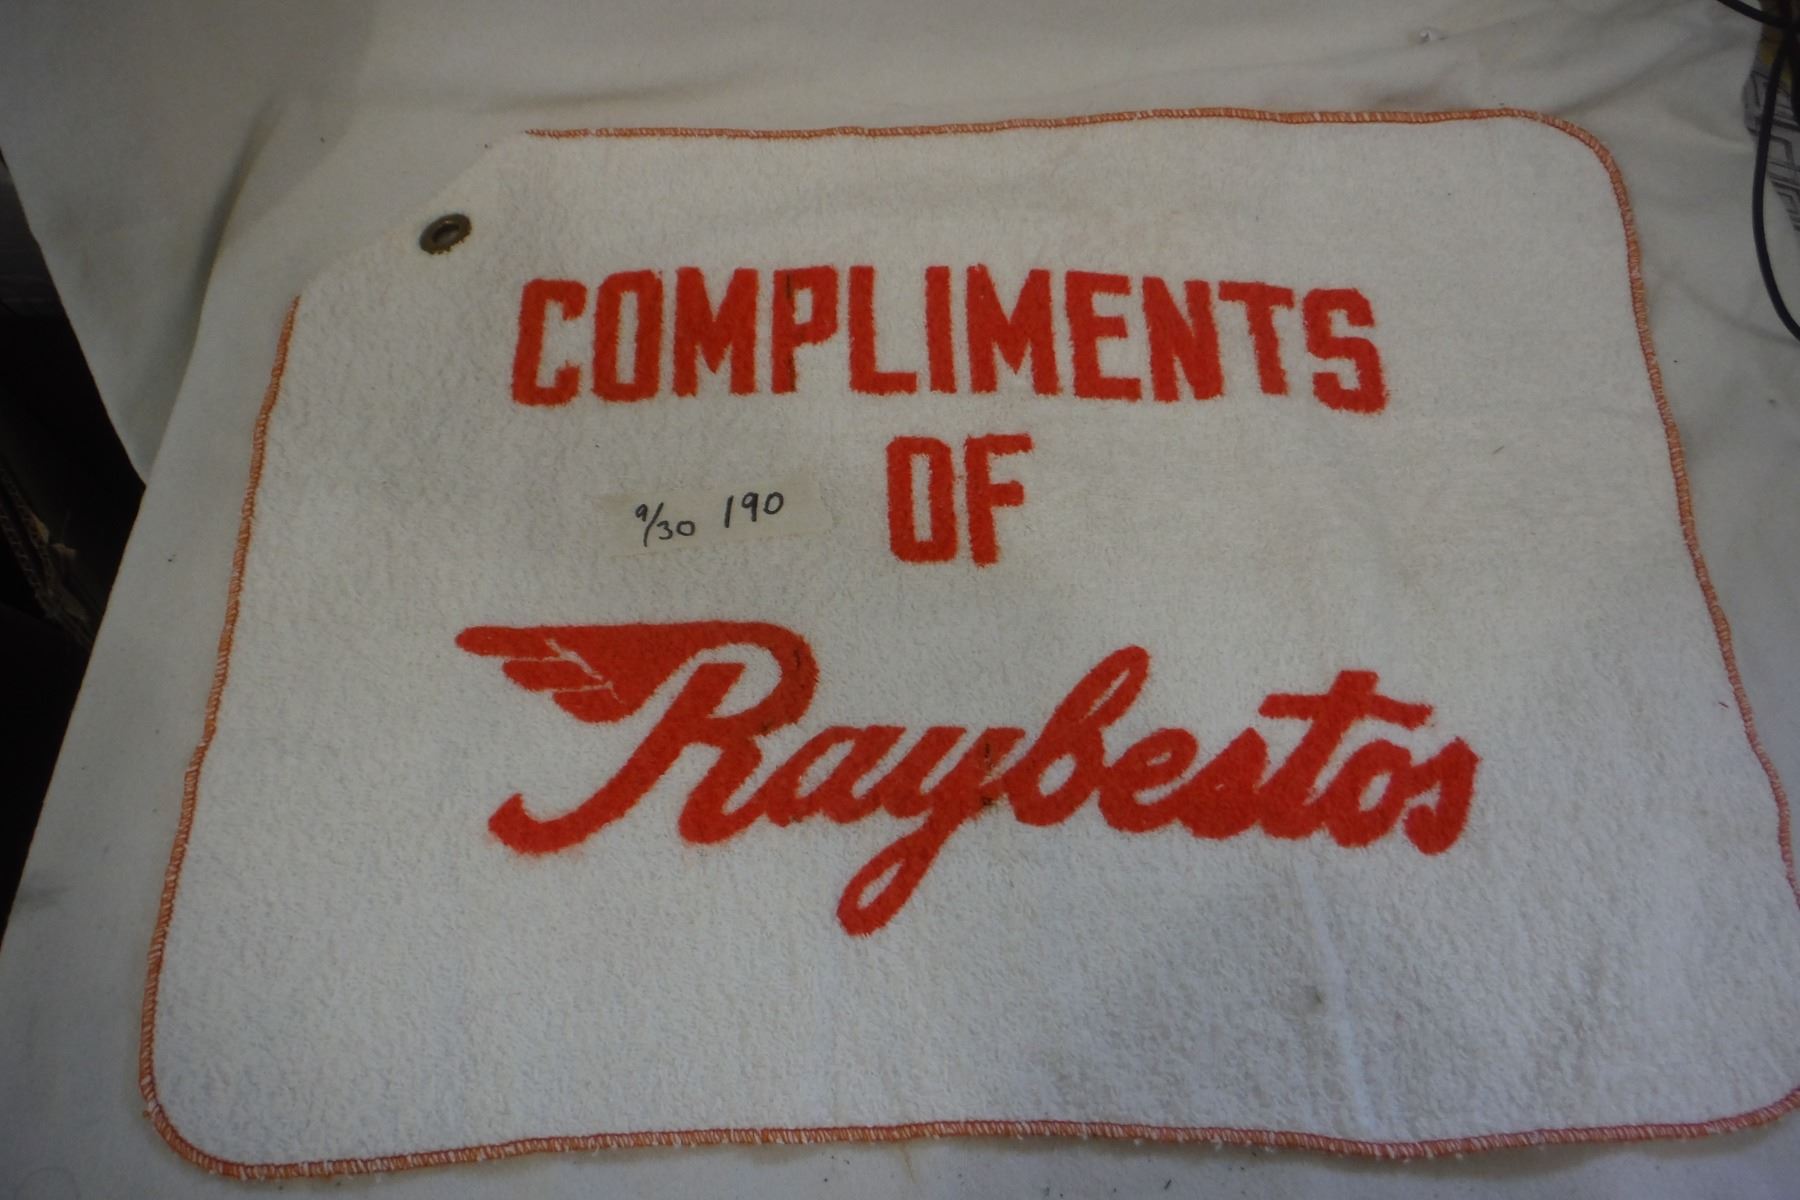 COMPLIMENTS
OF
9/30 190
Raybestos